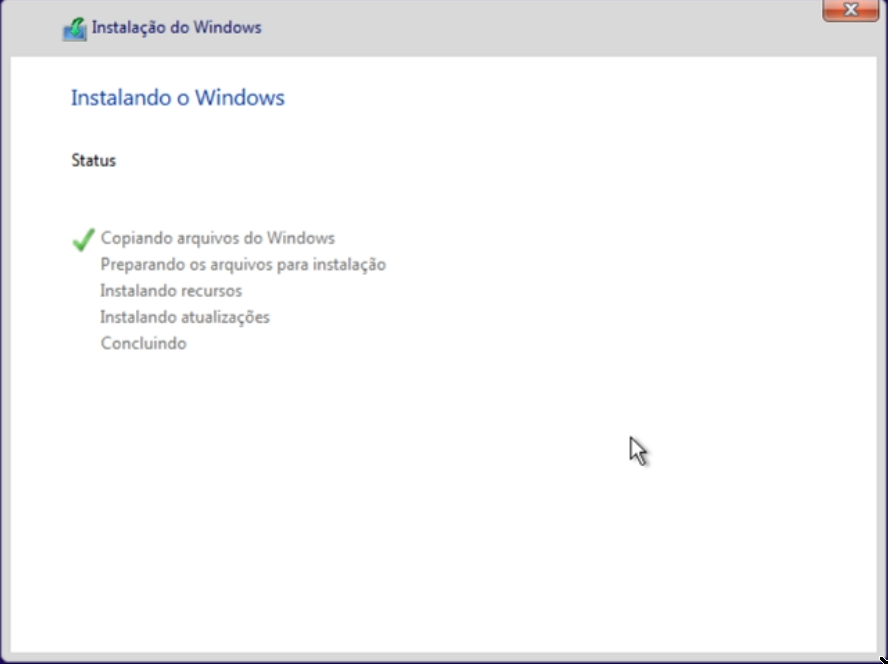 Instalação do Windows
Instalando o Windows
Status
Copiando arquivos do Windows
Preparando os arquivos para instalação
Instalando recursos
Instalando atualizações
Concluindo